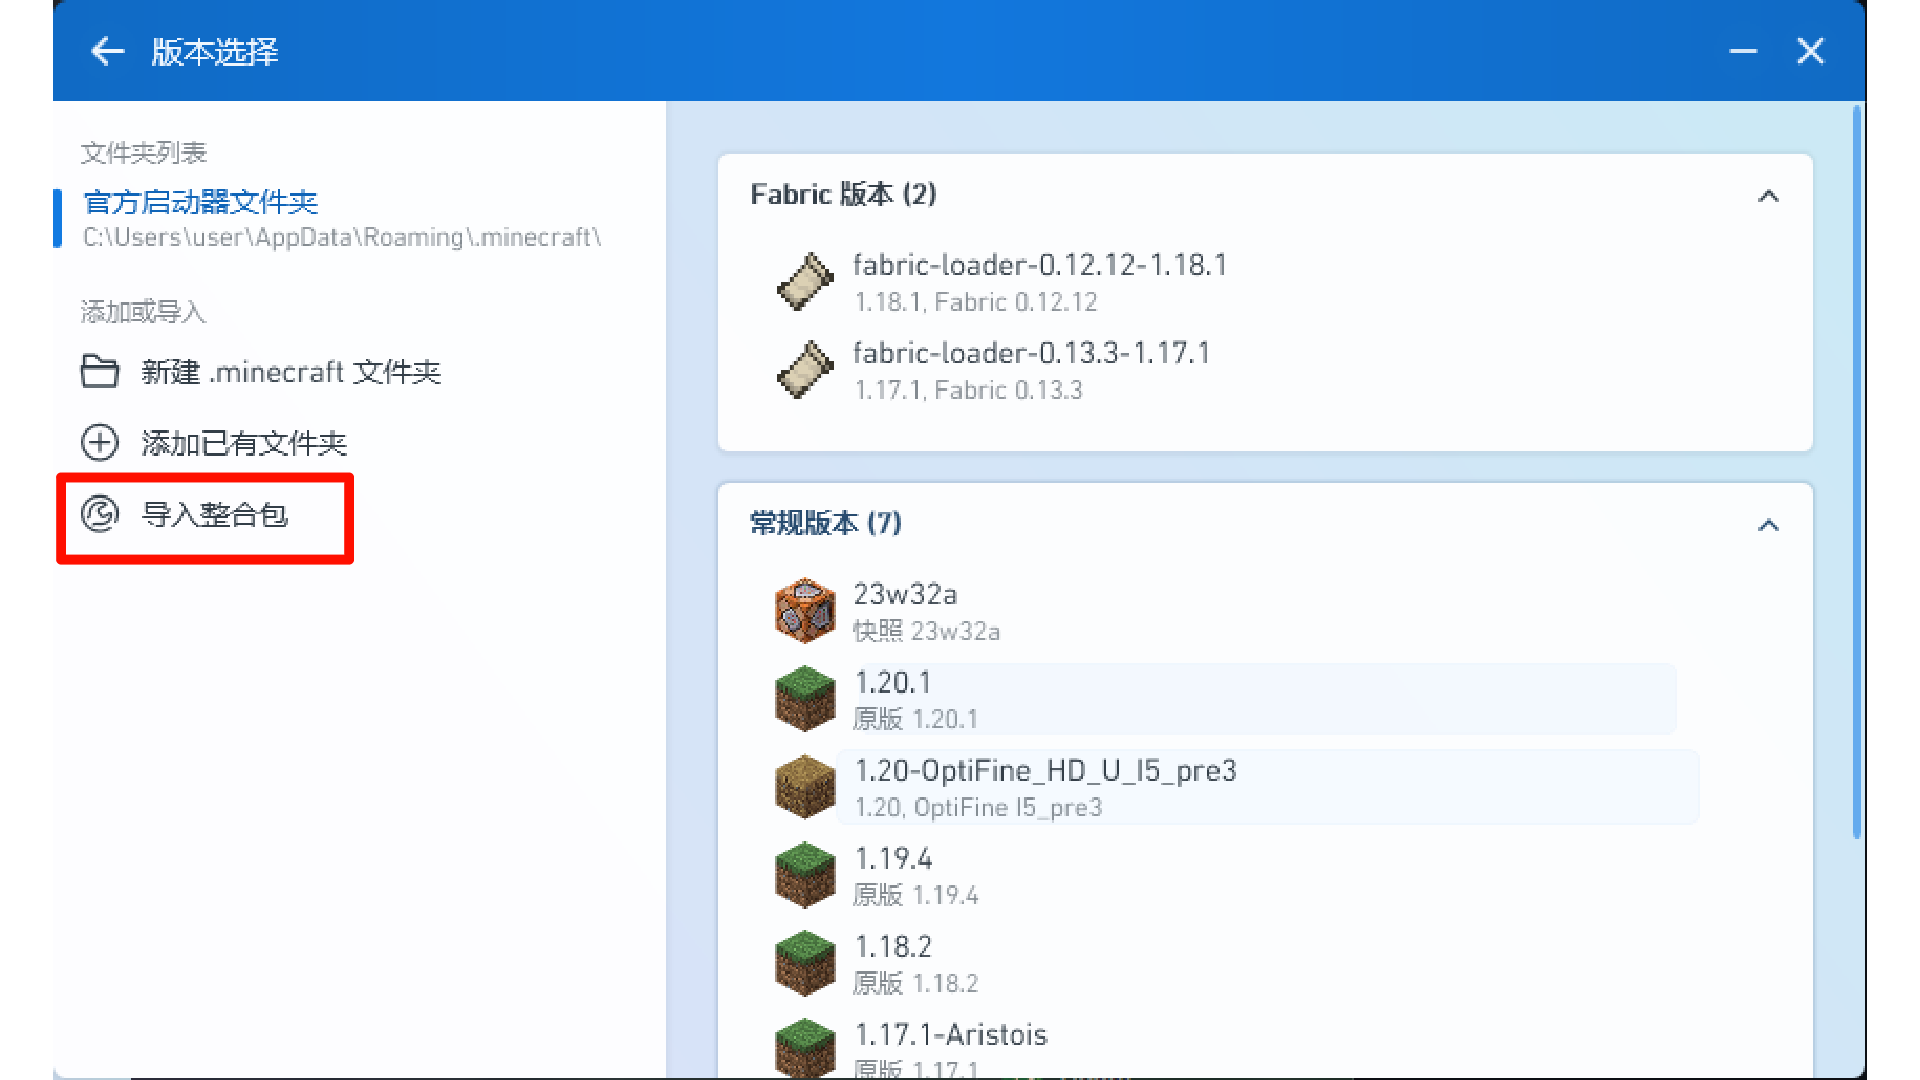 版本选择
文件夹列表
官方启动器文件夹
C:\Users\user\AppData\Roaming\.minecraft\
添加或导入
新建 .minecraft 文件夹
添加已有文件夹
导入整合包
Fabric 版本 (2)
fabric-loader-0.12.12-1.18.1
1.18.1, Fabric 0.12.12
fabric-loader-0.13.3-1.17.1
1.17.1, Fabric 0.13.3
常规版本 (7)
23w32a
快照 23w32a
1.20.1
原版 1.20.1
1.20-OptiFine_HD_U_I5_pre3
1.20, OptiFine I5_pre3
1.19.4
原版 1.19.4
1.18.2
原版 1.18.2
1.17.1-Aristois
原版 1.17.1